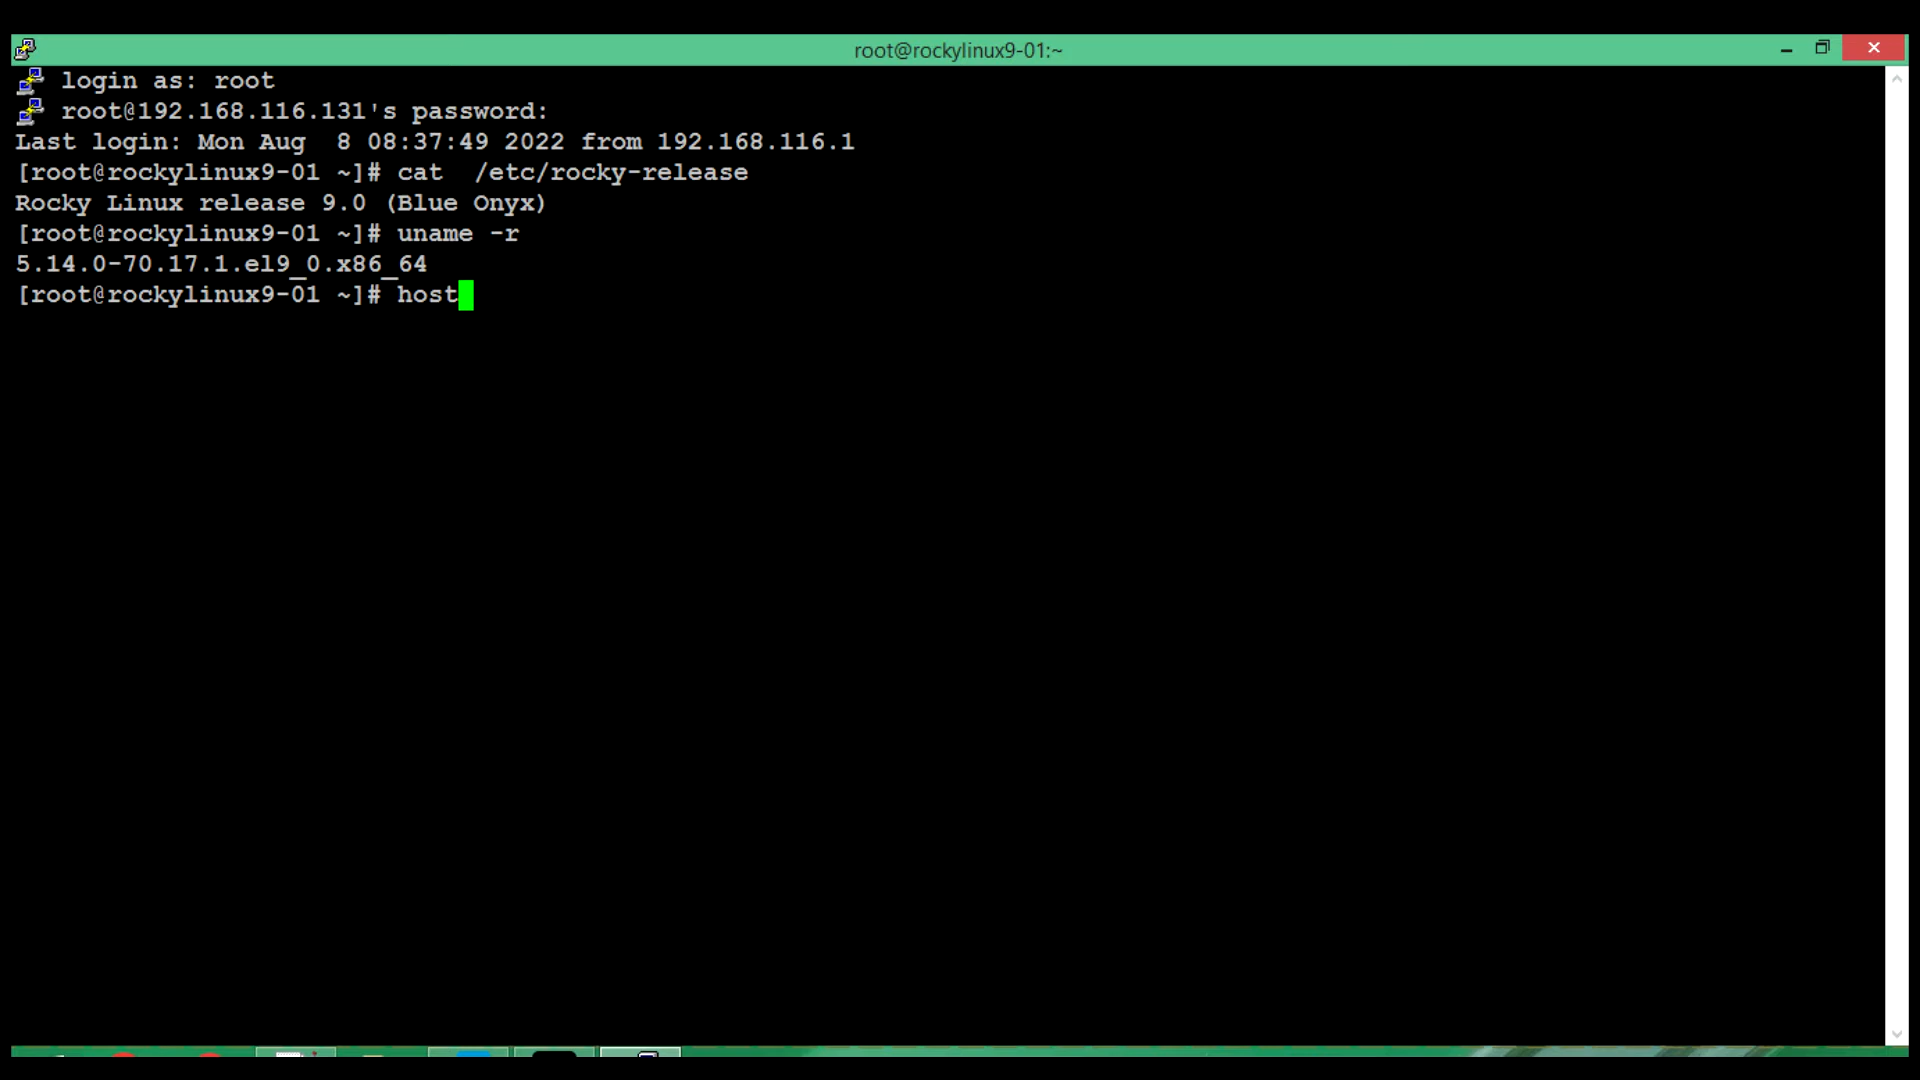 root@rockylinux9-01:~
login as: root
root@192.168.116.131's password:
Last login: Mon Aug  8 08:37:49 2022 from 192.168.116.1
[root@rockylinux9-01 ~]# cat  /etc/rocky-release
Rocky Linux release 9.0 (Blue Onyx)
[root@rockylinux9-01 ~]# uname -r
5.14.0-70.17.1.el9_0.x86_64
[root@rockylinux9-01 ~]# host